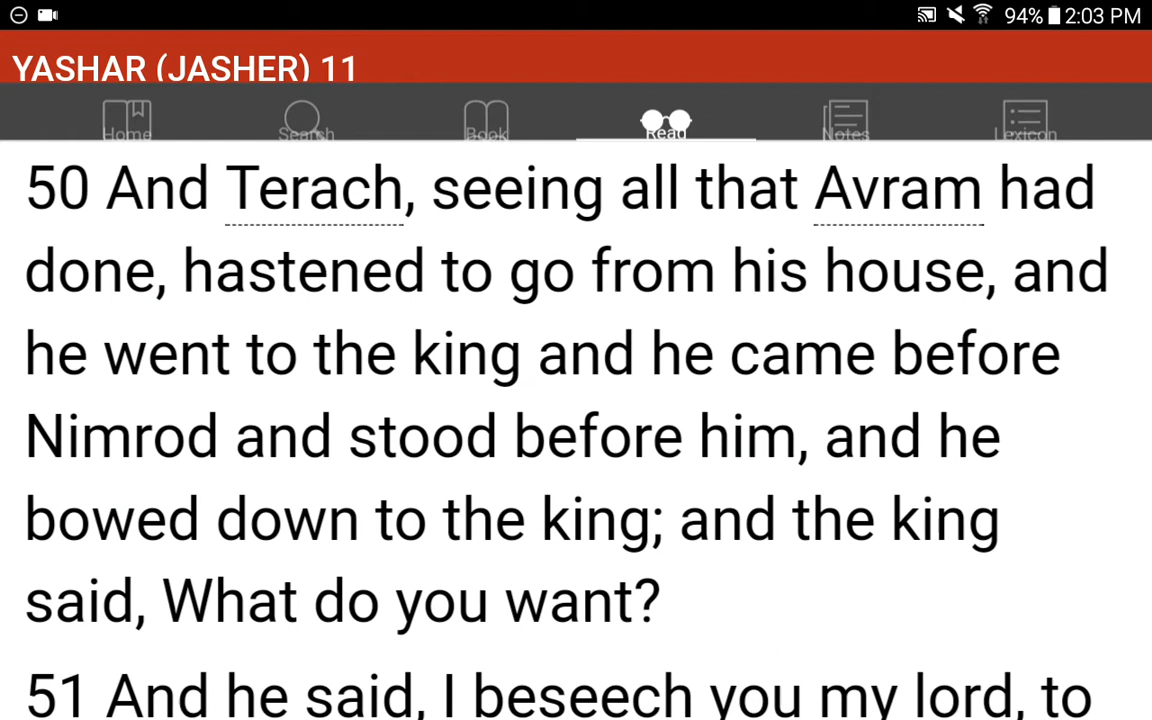 94% 2:03 PM
YASHAR (JASHER) 11
Home Search Book Read Notes Lexicon
50 And Terach, seeing all that Avram had
done, hastened to go from his house, and
he went to the king and he came before
Nimrod and stood before him, and he
bowed down to the king; and the king
said, What do you want?
51 And he said, I beseech you my lord, to